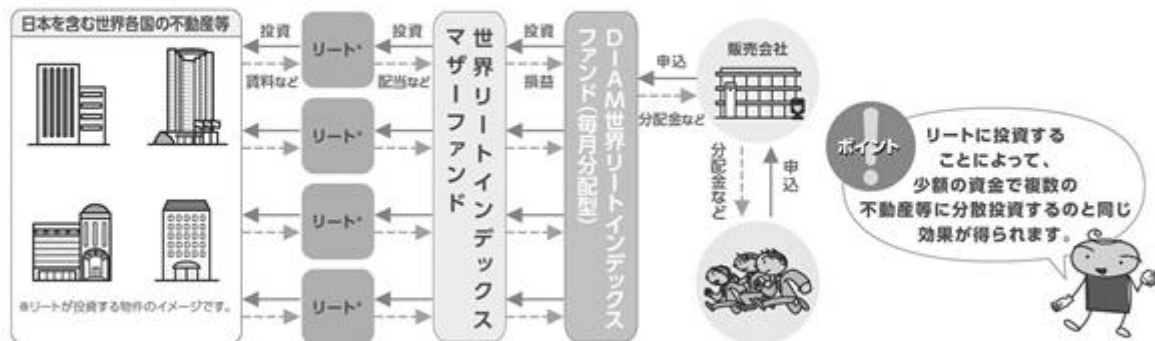 日本を含む世界各国の不動産等
投資
賃料など
※リートが投資する物件のイメージです。
リート*
リート*
リート*
リート*
投資
配当など
世界リートインデックス
マザーファンド
投資
損益
DIAM世界リートインデックス
ファンド(毎月分配型)
申込
分配金など
販売会社
分配金など
申込
ポイント
リートに投資する
ことによって、
少額の資金で複数の
不動産等に分散投資するのと同じ
効果が得られます。